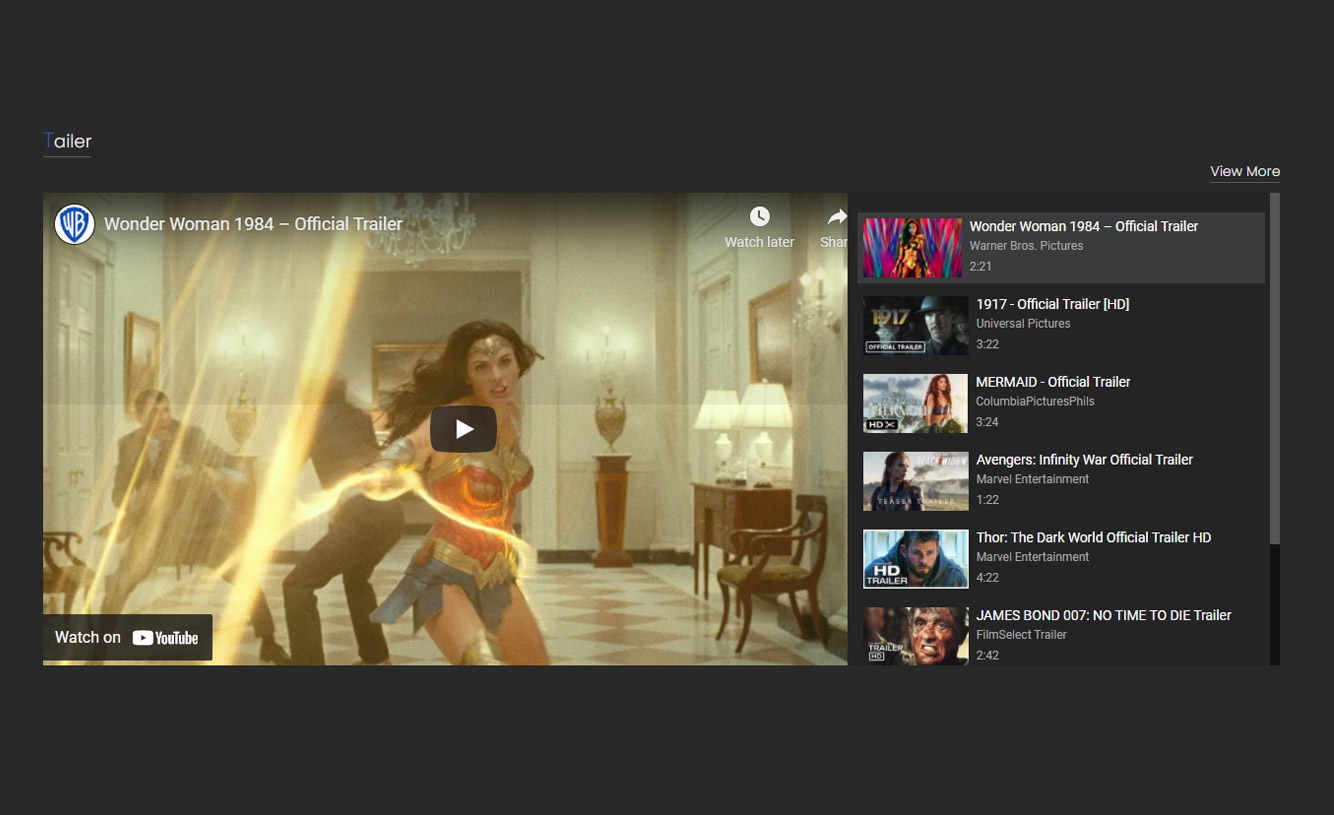 Tailer
View More
WB
Wonder Woman 1984 – Official Trailer
Watch later
Shar
Watch on YouTube
Wonder Woman 1984 – Official Trailer
Warner Bros. Pictures
2:21
1917
OFFICIAL TRAILER
1917 - Official Trailer [HD]
Universal Pictures
3:22
MERMAID
HD
MERMAID - Official Trailer
ColumbiaPicturesPhils
3:24
BLACK WIDOW
TEASER TRAILER
Avengers: Infinity War Official Trailer
Marvel Entertainment
1:22
HD
TRAILER
Thor: The Dark World Official Trailer HD
Marvel Entertainment
4:22
TRAILER
HD
JAMES BOND 007: NO TIME TO DIE Trailer
FilmSelect Trailer
2:42